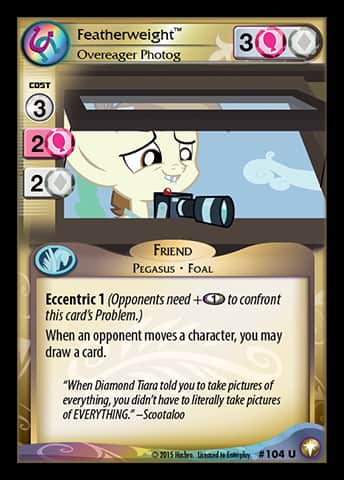 Featherweight™
Overeager Photog
3
COST
3
2
2
FRIEND
PEGASUS • FOAL
Eccentric 1 (Opponents need +1 to confront
this card's Problem.)
When an opponent moves a character, you may
draw a card.
"When Diamond Tiara told you to take pictures of
everything, you didn't have to literally take pictures
of EVERYTHING." –Scootaloo
© 2015 Hasbro. Licensed to Enterplay. #104 U